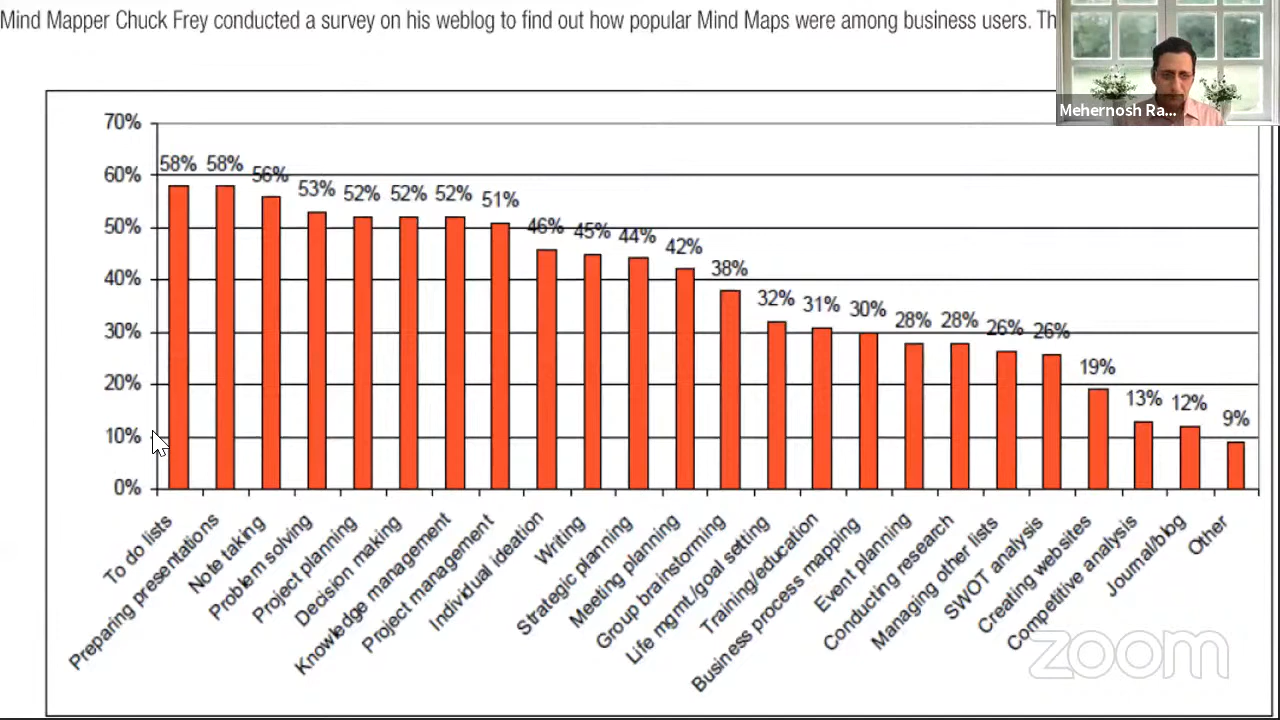 Mind Mapper Chuck Frey conducted a survey on his weblog to find out how popular Mind Maps were among business users. Th
Mehernosh Ra...
70%
60%
50%
40%
30%
20%
10%
0%
58% 58% 56% 53% 52% 52% 52% 51% 46% 45% 44% 42% 38% 32% 31% 30% 28% 28% 26% 26% 19% 13% 12% 9%
To do lists
Preparing presentations
Note taking
Problem solving
Project planning
Decision making
Knowledge management
Project management
Individual ideation
Writing
Strategic planning
Meeting planning
Group brainstorming
Life mgmt./goal setting
Training/education
Business process mapping
Event planning
Conducting research
Managing other lists
SWOT analysis
Creating websites
Competitive analysis
Journal/blog
Other
zoom